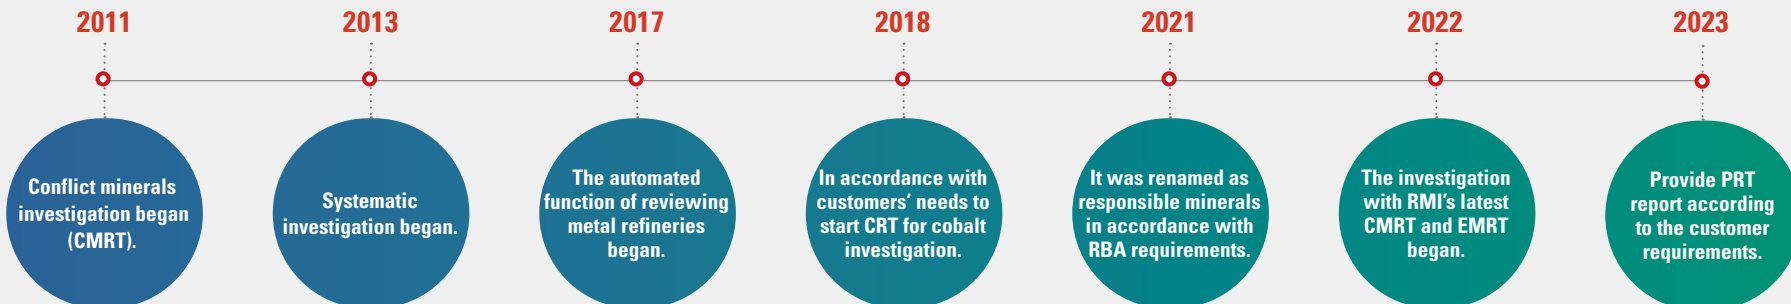 2011
Conflict minerals
investigation began
(CMRT).
2013
Systematic
investigation began.
2017
The automated
function of reviewing
metal refineries
began.
2018
In accordance with
customers' needs to
start CRT for cobalt
investigation.
2021
It was renamed as
responsible minerals
in accordance with
RBA requirements.
2022
The investigation
with RMI's latest
CMRT and EMRT
began.
2023
Provide PRT
report according
to the customer
requirements.